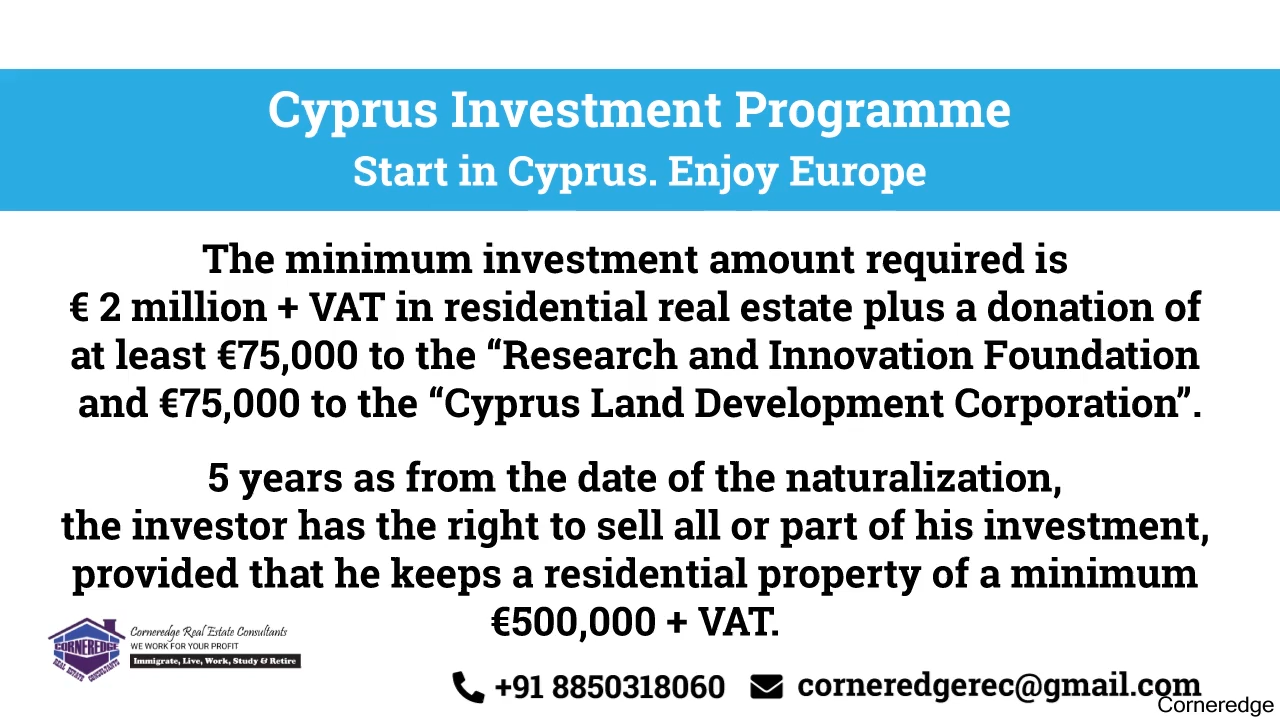 Cyprus Investment Programme
Start in Cyprus. Enjoy Europe
The minimum investment amount required is
€ 2 million + VAT in residential real estate plus a donation of
at least €75,000 to the “Research and Innovation Foundation
and €75,000 to the “Cyprus Land Development Corporation”.
5 years as from the date of the naturalization,
the investor has the right to sell all or part of his investment,
provided that he keeps a residential property of a minimum
€500,000 + VAT.
CORNEREDGE
REAL ESTATE CONSULTANTS
Corneredge Real Estate Consultants
WE WORK FOR YOUR PROFIT
Immigrate, Live, Work, Study & Retire
+91 8850318060
corneredgerec@gmail.com
Corneredge